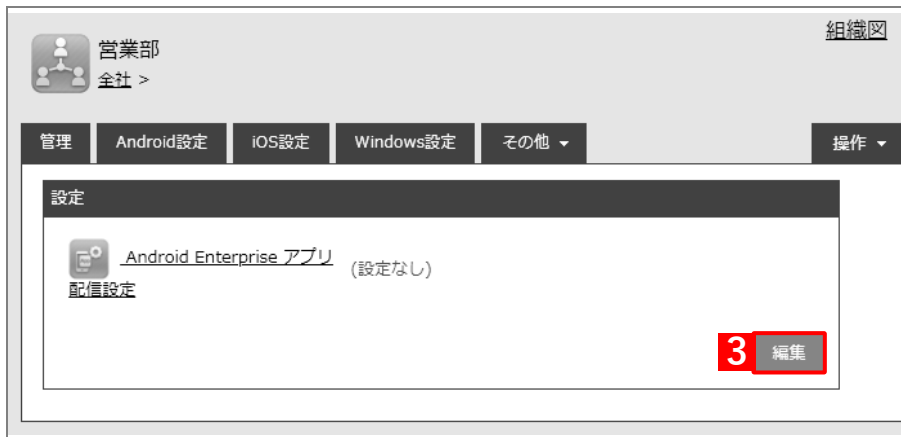 営業部
全社 >
組織図
管理 Android設定 iOS設定 Windows設定 その他 ▼ 操作 ▼
設定
Android Enterprise アプリ
配信設定
(設定なし)
3 編集